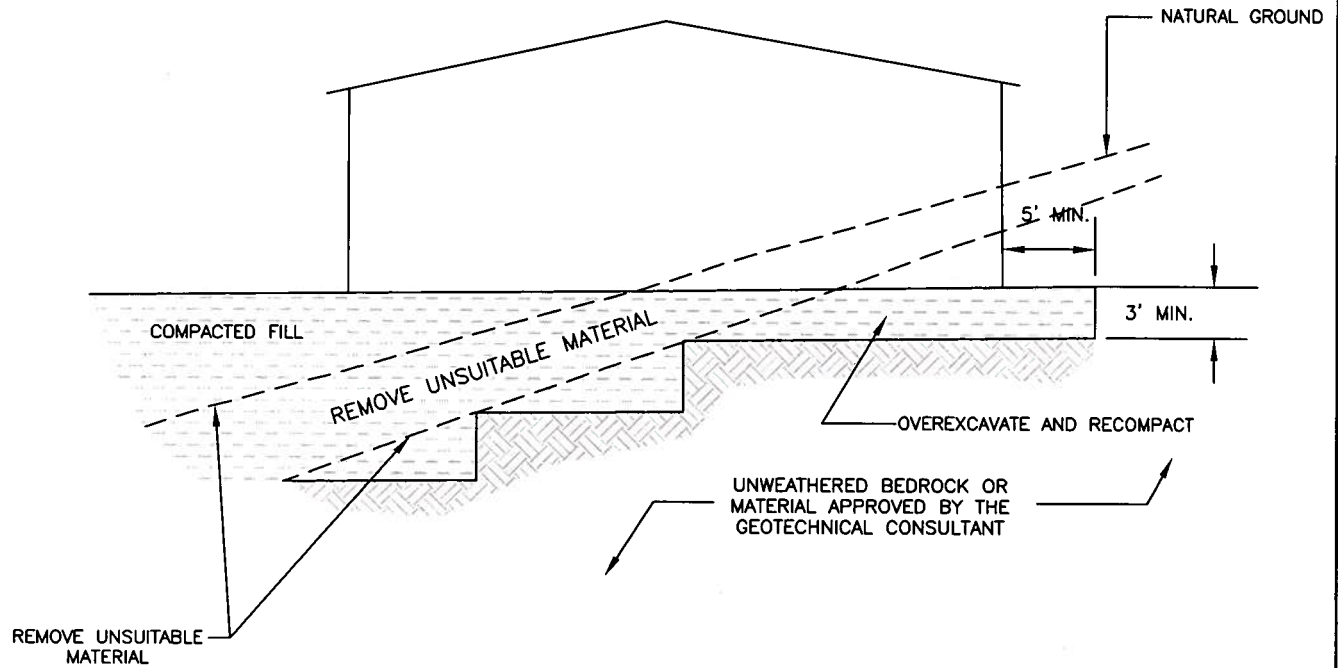 NATURAL GROUND
5' MIN.
3' MIN.
COMPACTED FILL
REMOVE UNSUITABLE MATERIAL
OVEREXCAVATE AND RECOMPACT
UNWEATHERED BEDROCK OR
MATERIAL APPROVED BY THE
GEOTECHNICAL CONSULTANT
REMOVE UNSUITABLE
MATERIAL